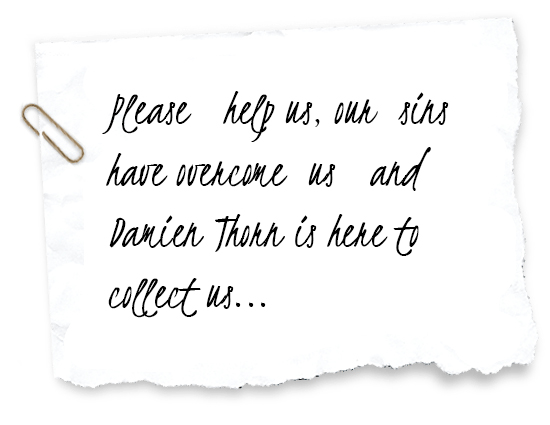 Please help us, our sins
have overcome us and
Damien Thorn is here to
collect us...